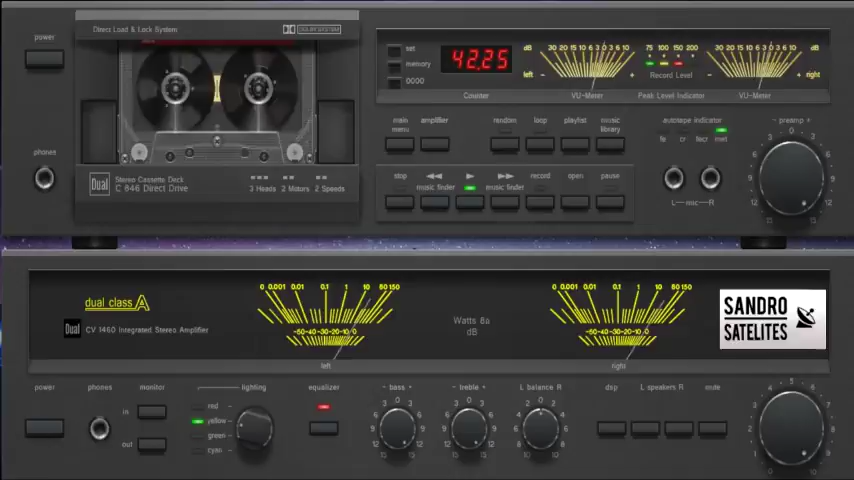 Direct Load & Lock System
DOLBY SYSTEM
power
set
memory
0000
42.25
Counter
dB
30 20 15 10 8 6 3 0 3 6 10
left
- +
VU-Meter
75 100 150 200
Record Level
Peak Level Indicator
30 20 15 10 8 6 3 0 3 6 10
dB
- + right
VU-Meter
main menu
amplifier
random
loop
playlist
music library
autotape indicator
fe cr fecr met
- preamp +
phones
Dual
Stereo Cassette Deck
C 846 Direct Drive
3 Heads 2 Motors 2 Speeds
stop
music finder
music finder
record
open
pause
L—mic—R
dual class A
Dual CV 1460 Integrated Stereo Amplifier
0 0.001 0.01 0.1 1 10 80 150
-50-40-30-20-10 0
left
Watts 8Ω
dB
0 0.001 0.01 0.1 1 10 80 150
-50-40-30-20-10 0
right
SANDRO
SATELITES
power
phones
monitor
in
out
lighting
red
yellow
green
cyan
equalizer
- bass +
- treble +
L balance R
dsp
L speakers R
mute